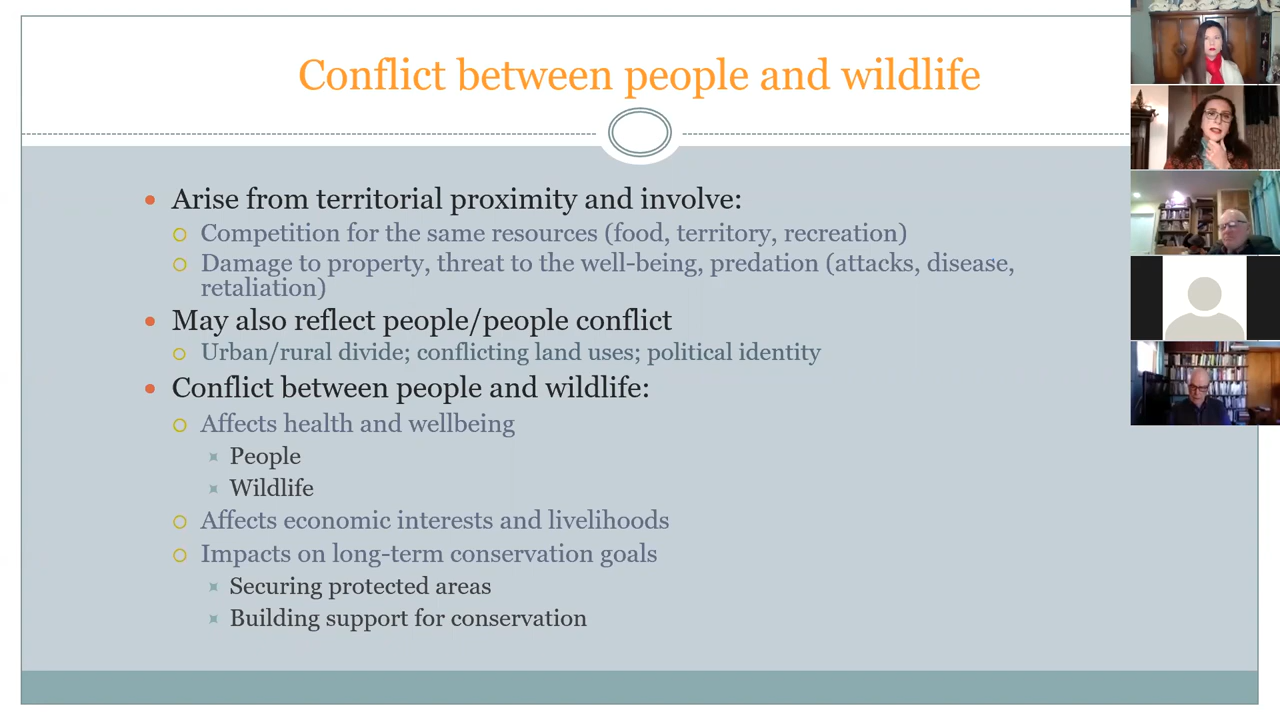 Conflict between people and wildlife
Arise from territorial proximity and involve:
Competition for the same resources (food, territory, recreation)
Damage to property, threat to the well-being, predation (attacks, disease,
retaliation)
May also reflect people/people conflict
Urban/rural divide; conflicting land uses; political identity
Conflict between people and wildlife:
Affects health and wellbeing
People
Wildlife
Affects economic interests and livelihoods
Impacts on long-term conservation goals
Securing protected areas
Building support for conservation